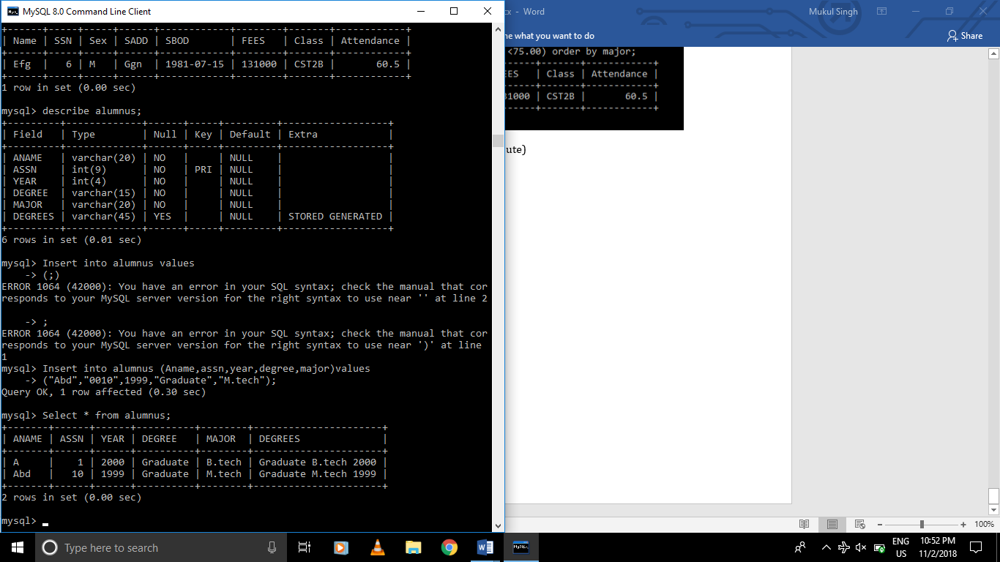 MySQL 8.0 Command Line Client
+------+-----+-----+------+------------+--------+-------+------------+
| Name | SSN | Sex | SADD | SBOD       | FEES   | Class | Attendance |
+------+-----+-----+------+------------+--------+-------+------------+
| Efg  |   6 | M   | Ggn  | 1981-07-15 | 131000 | CST2B |       60.5 |
+------+-----+-----+------+------------+--------+-------+------------+
1 row in set (0.00 sec)
mysql> describe alumnus;
+---------+-------------+------+-----+---------+------------------+
| Field   | Type        | Null | Key | Default | Extra            |
+---------+-------------+------+-----+---------+------------------+
| ANAME   | varchar(20) | NO   |     | NULL    |                  |
| ASSN    | int(9)      | NO   | PRI | NULL    |                  |
| YEAR    | int(4)      | NO   |     | NULL    |                  |
| DEGREE  | varchar(15) | NO   |     | NULL    |                  |
| MAJOR   | varchar(20) | NO   |     | NULL    |                  |
| DEGREES | varchar(45) | YES  |     | NULL    | STORED GENERATED |
+---------+-------------+------+-----+---------+------------------+
6 rows in set (0.01 sec)
mysql> Insert into alumnus values
    -> (;)
ERROR 1064 (42000): You have an error in your SQL syntax; check the manual that cor
responds to your MySQL server version for the right syntax to use near '' at line 2
    -> ;
ERROR 1064 (42000): You have an error in your SQL syntax; check the manual that cor
responds to your MySQL server version for the right syntax to use near ')' at line
1
mysql> Insert into alumnus (Aname,assn,year,degree,major)values
    -> ("Abd","0010",1999,"Graduate","M.tech");
Query OK, 1 row affected (0.30 sec)
mysql> Select * from alumnus;
+-------+------+------+----------+--------+----------------------+
| ANAME | ASSN | YEAR | DEGREE   | MAJOR  | DEGREES              |
+-------+------+------+----------+--------+----------------------+
| A     |    1 | 2000 | Graduate | B.tech | Graduate B.tech 2000 |
| Abd   |   10 | 1999 | Graduate | M.tech | Graduate M.tech 1999 |
+-------+------+------+----------+--------+----------------------+
2 rows in set (0.00 sec)
mysql>
cx - Word
Mukul Singh
me what you want to do
Share
<75.00) order by major;
EES   | Class | Attendance |
31000 | CST2B |       60.5 |
ute)
100%
Type here to search
ENG
US
10:52 PM
11/2/2018